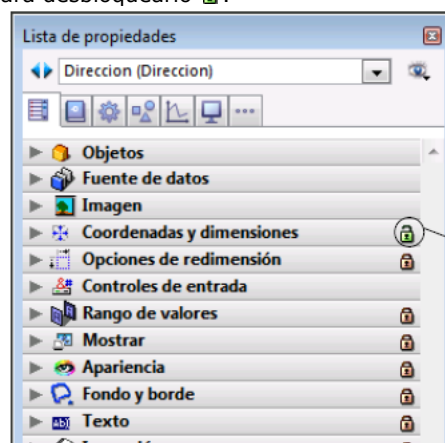 para desbloquearlo
Lista de propiedades
Direccion (Direccion)
Objetos
Fuente de datos
Imagen
Coordenadas y dimensiones
Opciones de redimensión
Controles de entrada
Rango de valores
Mostrar
Apariencia
Fondo y borde
Texto